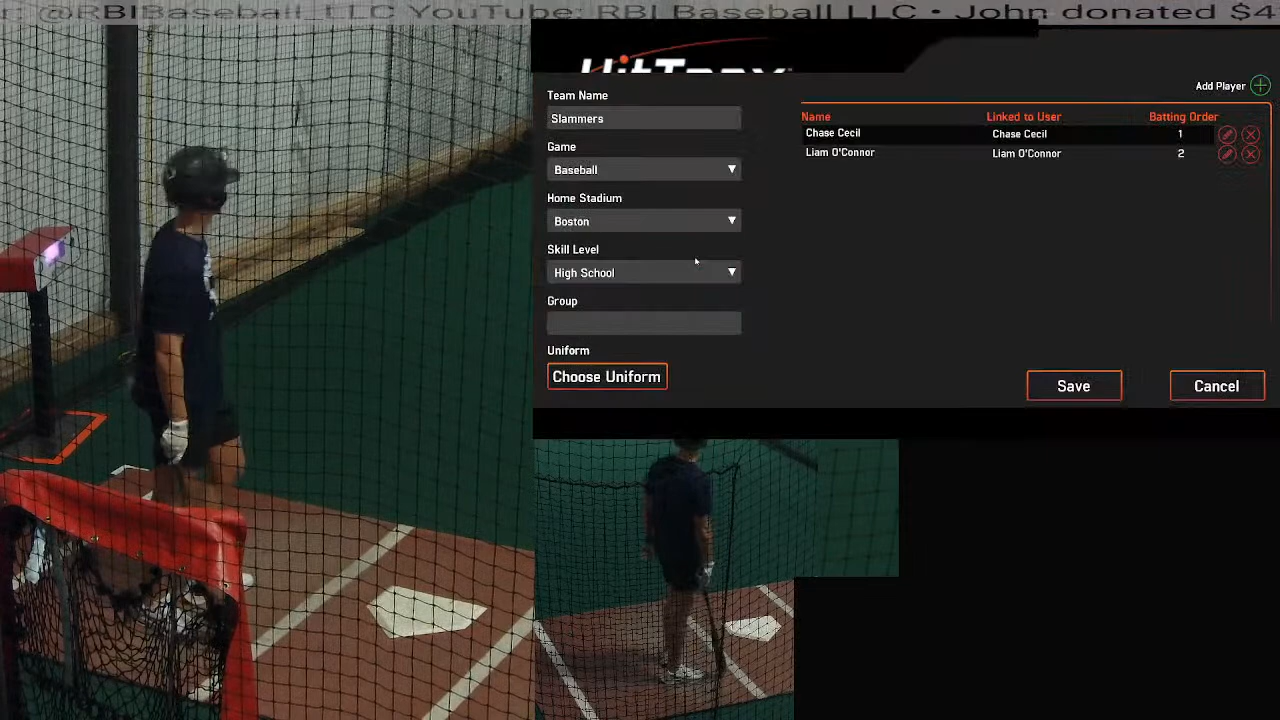 @RBIBaseball_LLC YouTube: RBI Baseball LLC • John donated $4
HitTrax
Team Name
Slammers
Game
Baseball
Home Stadium
Boston
Skill Level
High School
Group
Uniform
Choose Uniform
Add Player
Name Linked to User Batting Order
Chase Cecil Chase Cecil 1
Liam O'Connor Liam O'Connor 2
Save Cancel